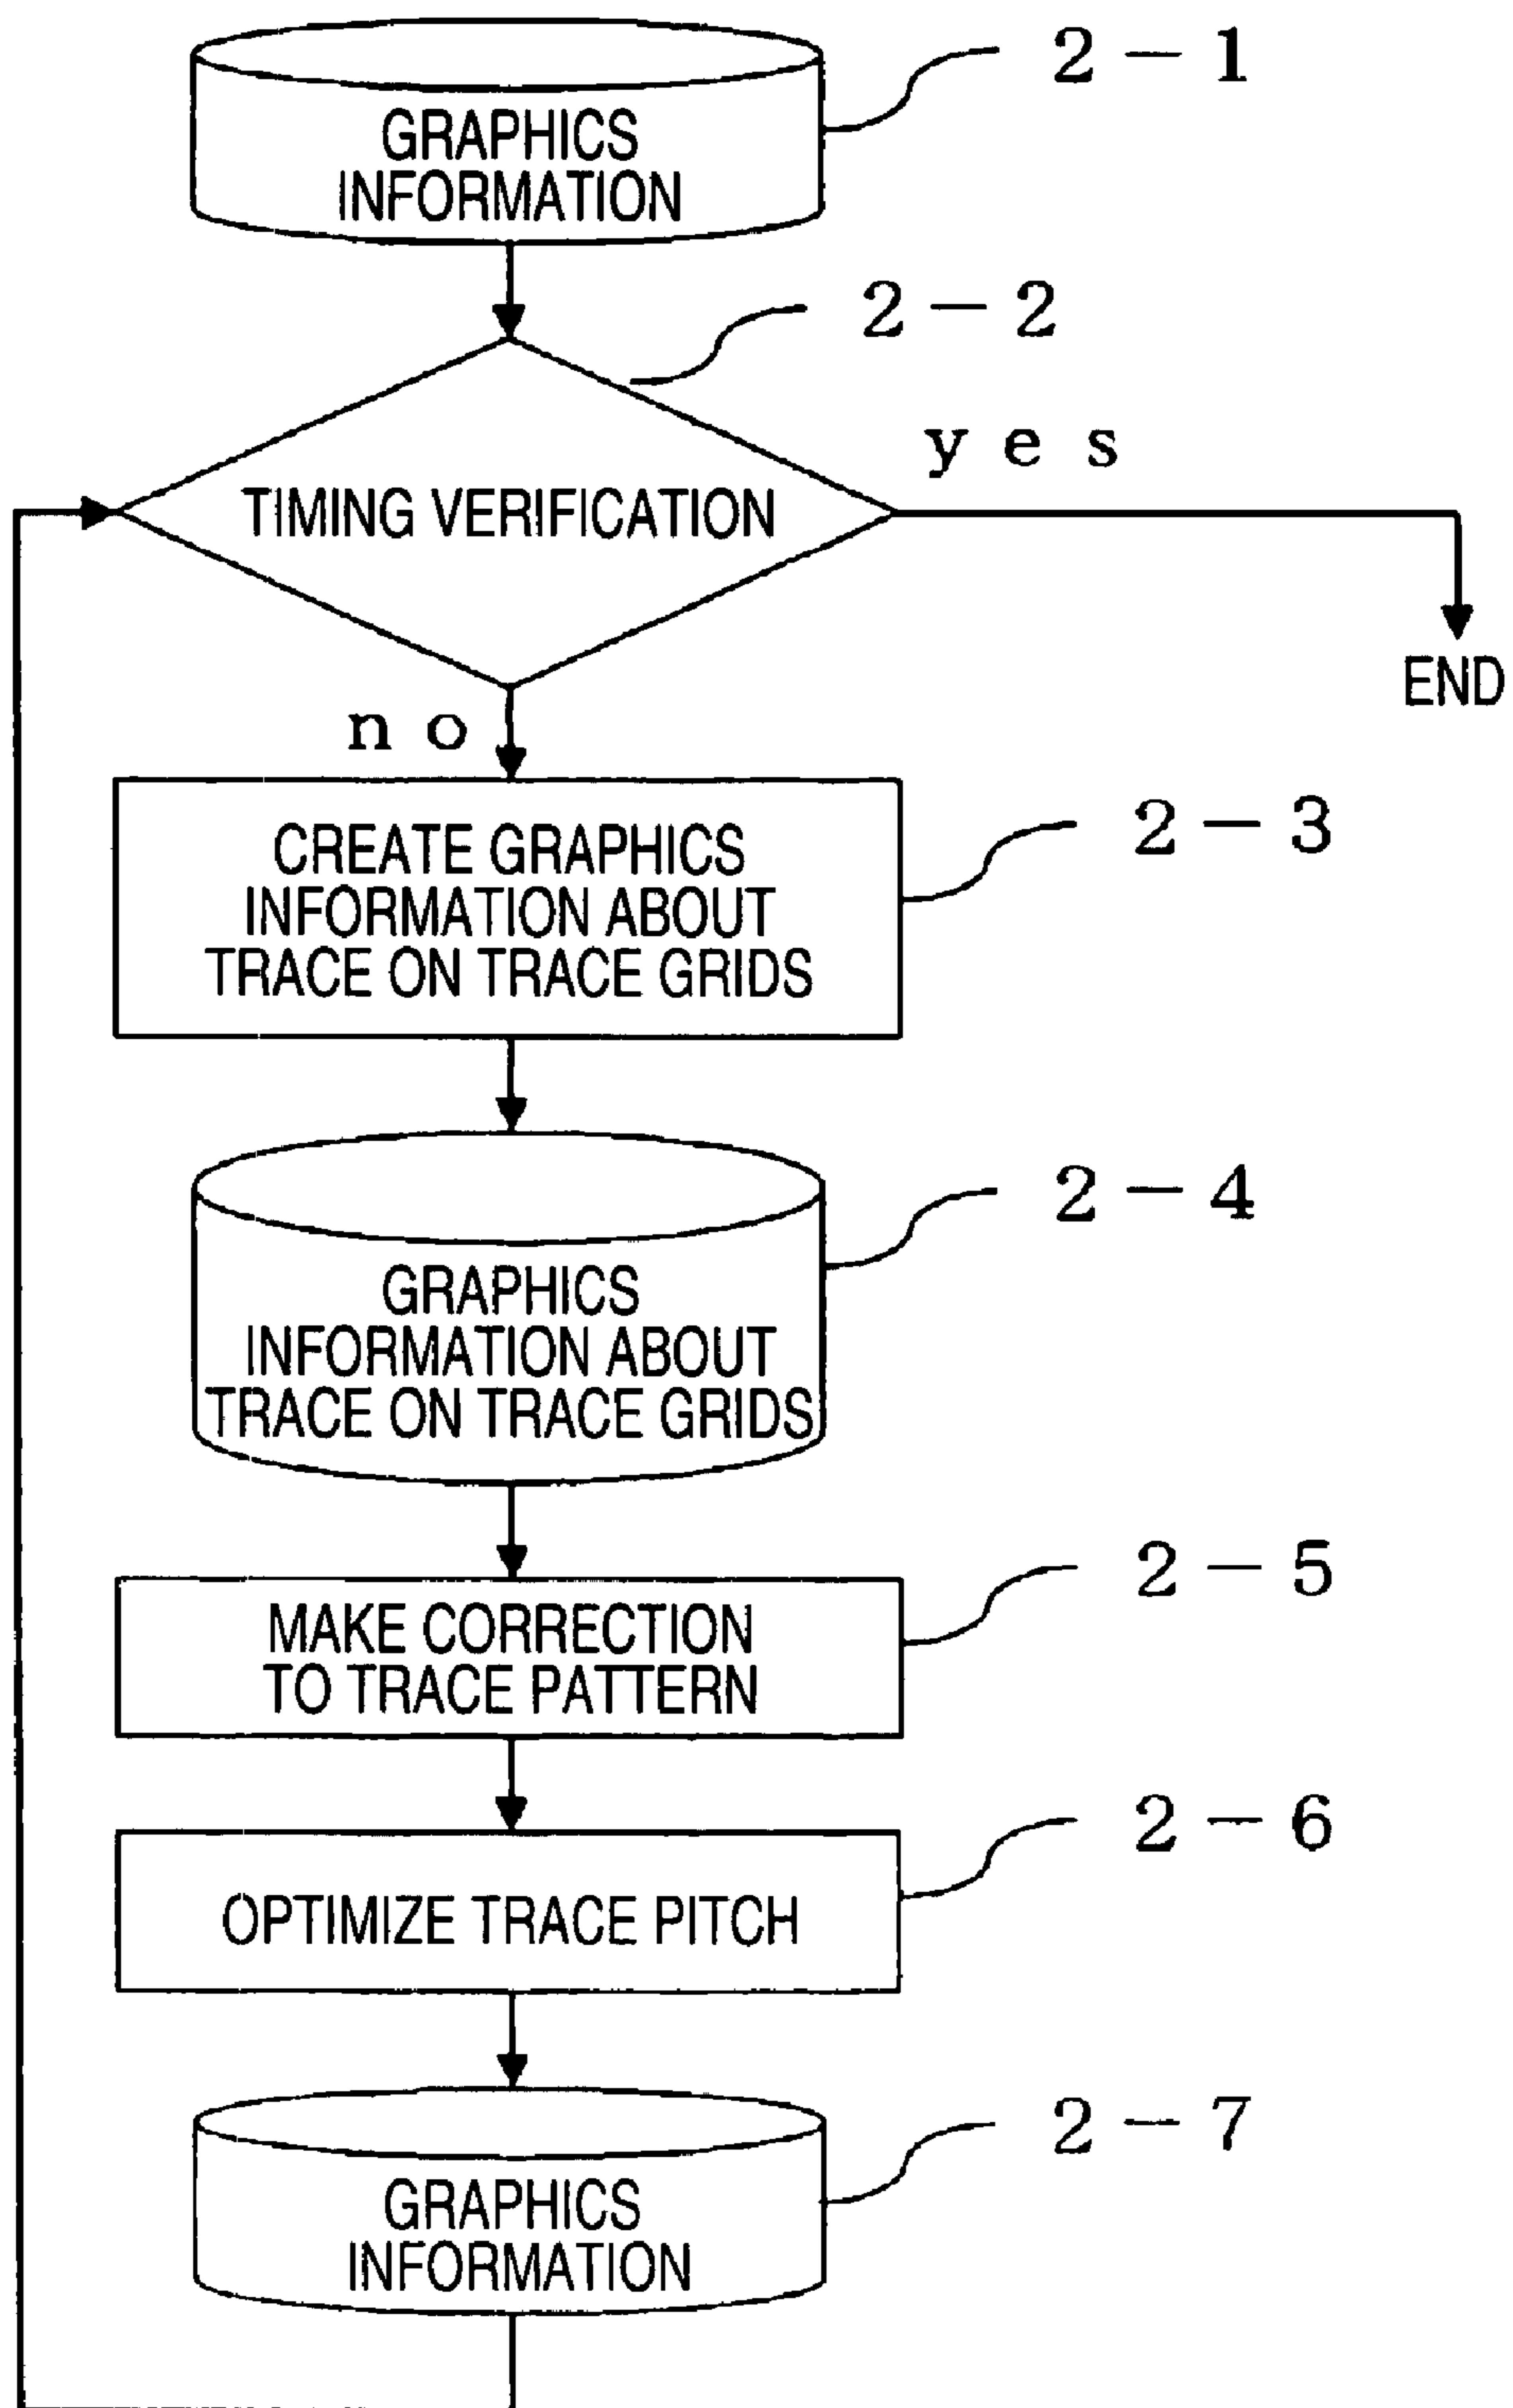 2-1
GRAPHICS
INFORMATION
2-2
yes
TIMING VERIFICATION
END
no
CREATE GRAPHICS
INFORMATION ABOUT
TRACE ON TRACE GRIDS
2-3
2-4
GRAPHICS
INFORMATION ABOUT
TRACE ON TRACE GRIDS
2-5
MAKE CORRECTION
TO TRACE PATTERN
2-6
OPTIMIZE TRACE PITCH
2-7
GRAPHICS
INFORMATION